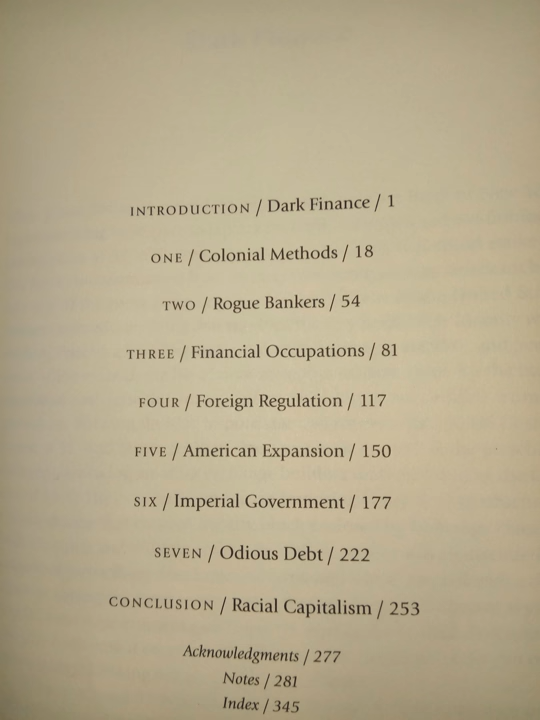 INTRODUCTION / Dark Finance / 1
ONE / Colonial Methods / 18
TWO / Rogue Bankers / 54
THREE / Financial Occupations / 81
FOUR / Foreign Regulation / 117
FIVE / American Expansion / 150
SIX / Imperial Government / 177
SEVEN / Odious Debt / 222
CONCLUSION / Racial Capitalism / 253
Acknowledgments / 277
Notes / 281
Index / 345